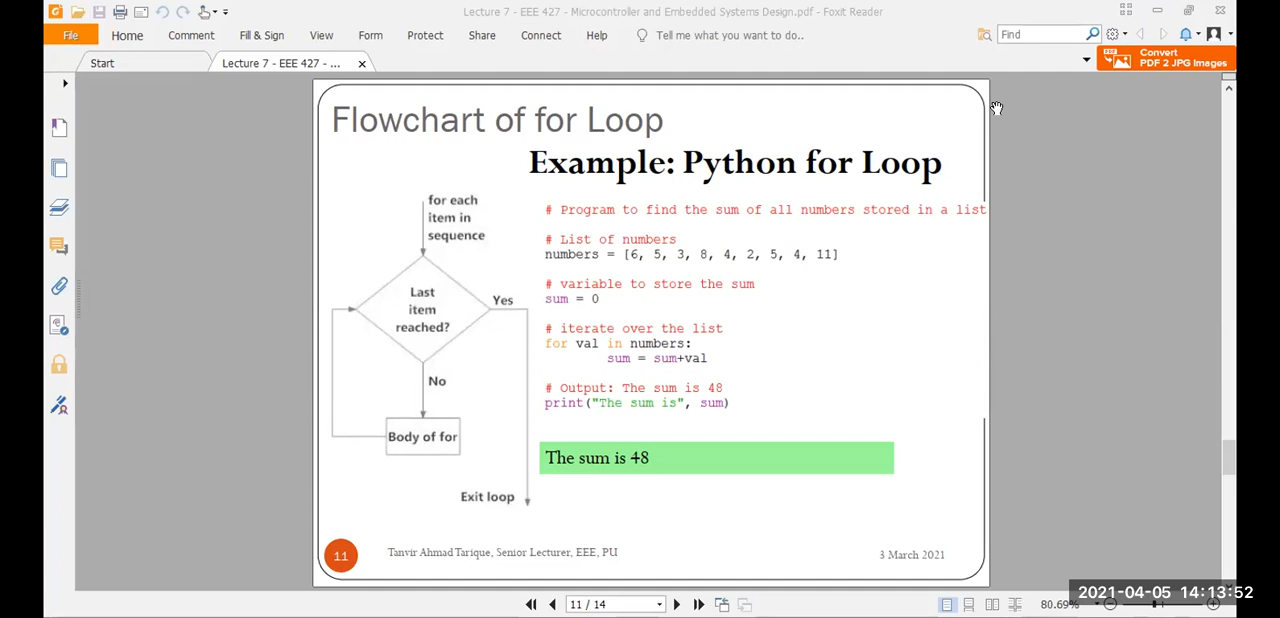 Lecture 7 - EEE 427 - Microcontroller and Embedded Systems Design.pdf - Foxit Reader
File Home Comment Fill & Sign View Form Protect Share Connect Help Tell me what you want to do.. Find
Start Lecture 7 - EEE 427 - ... Convert
PDF 2 JPG Images
Flowchart of for Loop
Example: Python for Loop
for each
item in
sequence
Last
item
reached?
Yes
No
Body of for
Exit loop
# Program to find the sum of all numbers stored in a list
# List of numbers
numbers = [6, 5, 3, 8, 4, 2, 5, 4, 11]
# variable to store the sum
sum = 0
# iterate over the list
for val in numbers:
sum = sum+val
# Output: The sum is 48
print("The sum is", sum)
The sum is 48
11 Tanvir Ahmad Tarique, Senior Lecturer, EEE, PU 3 March 2021
2021-04-05 14:13:52
11 / 14 80.69%